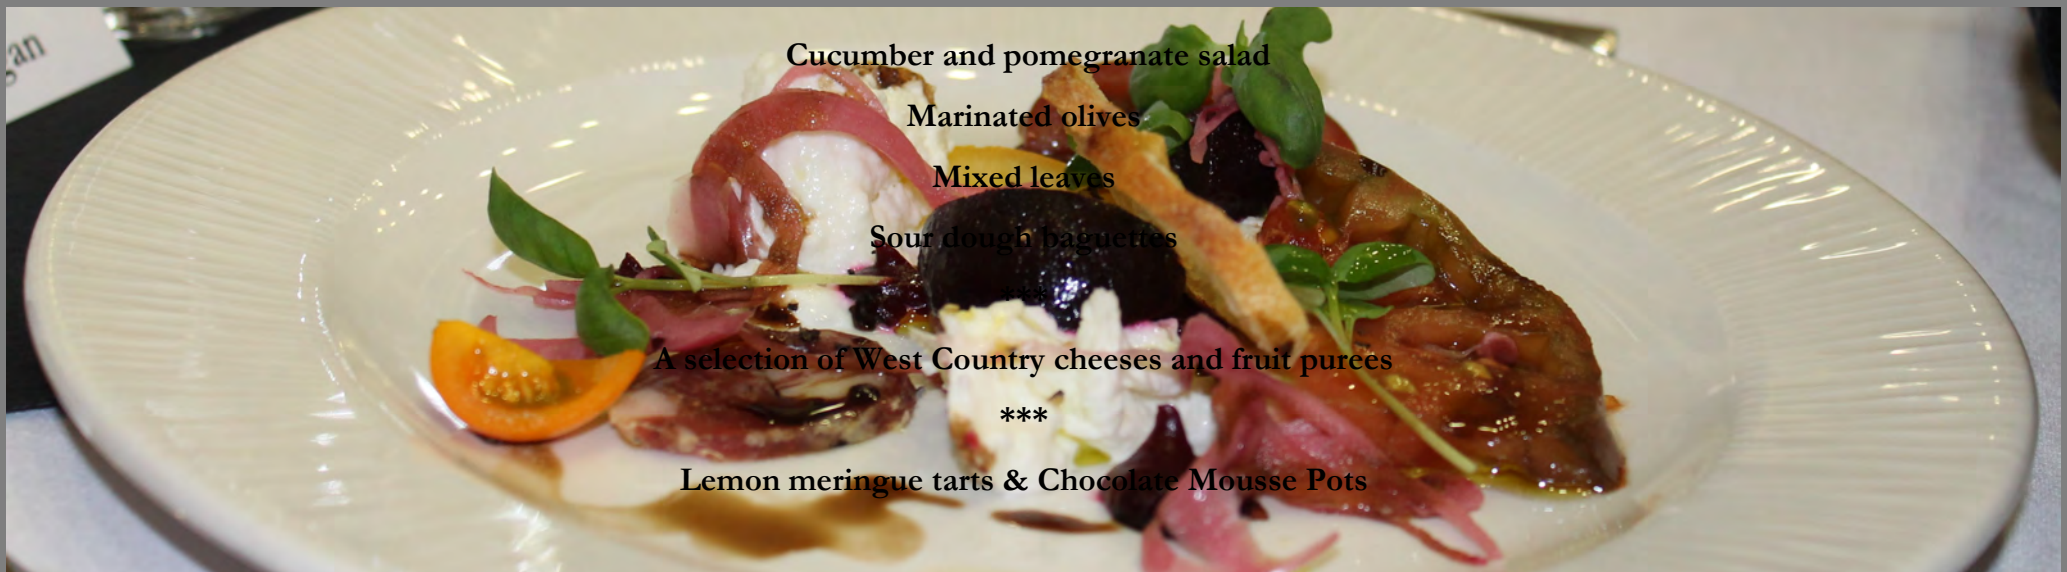 Cucumber and pomegranate salad
Marinated olives
Mixed leaves
Sour dough baguettes
***
A selection of West Country cheeses and fruit purees
***
Lemon meringue tarts & Chocolate Mousse Pots